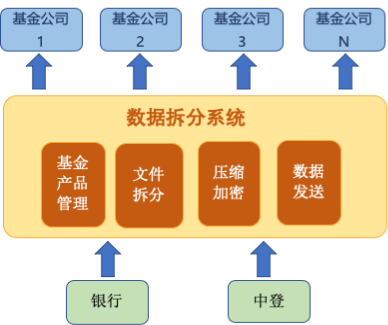 基金公司 基金公司 基金公司 基金公司
1 2 3 N
数据拆分系统
基金 文件 压缩 数据
产品 拆分 加密 发送
管理
银行 中登